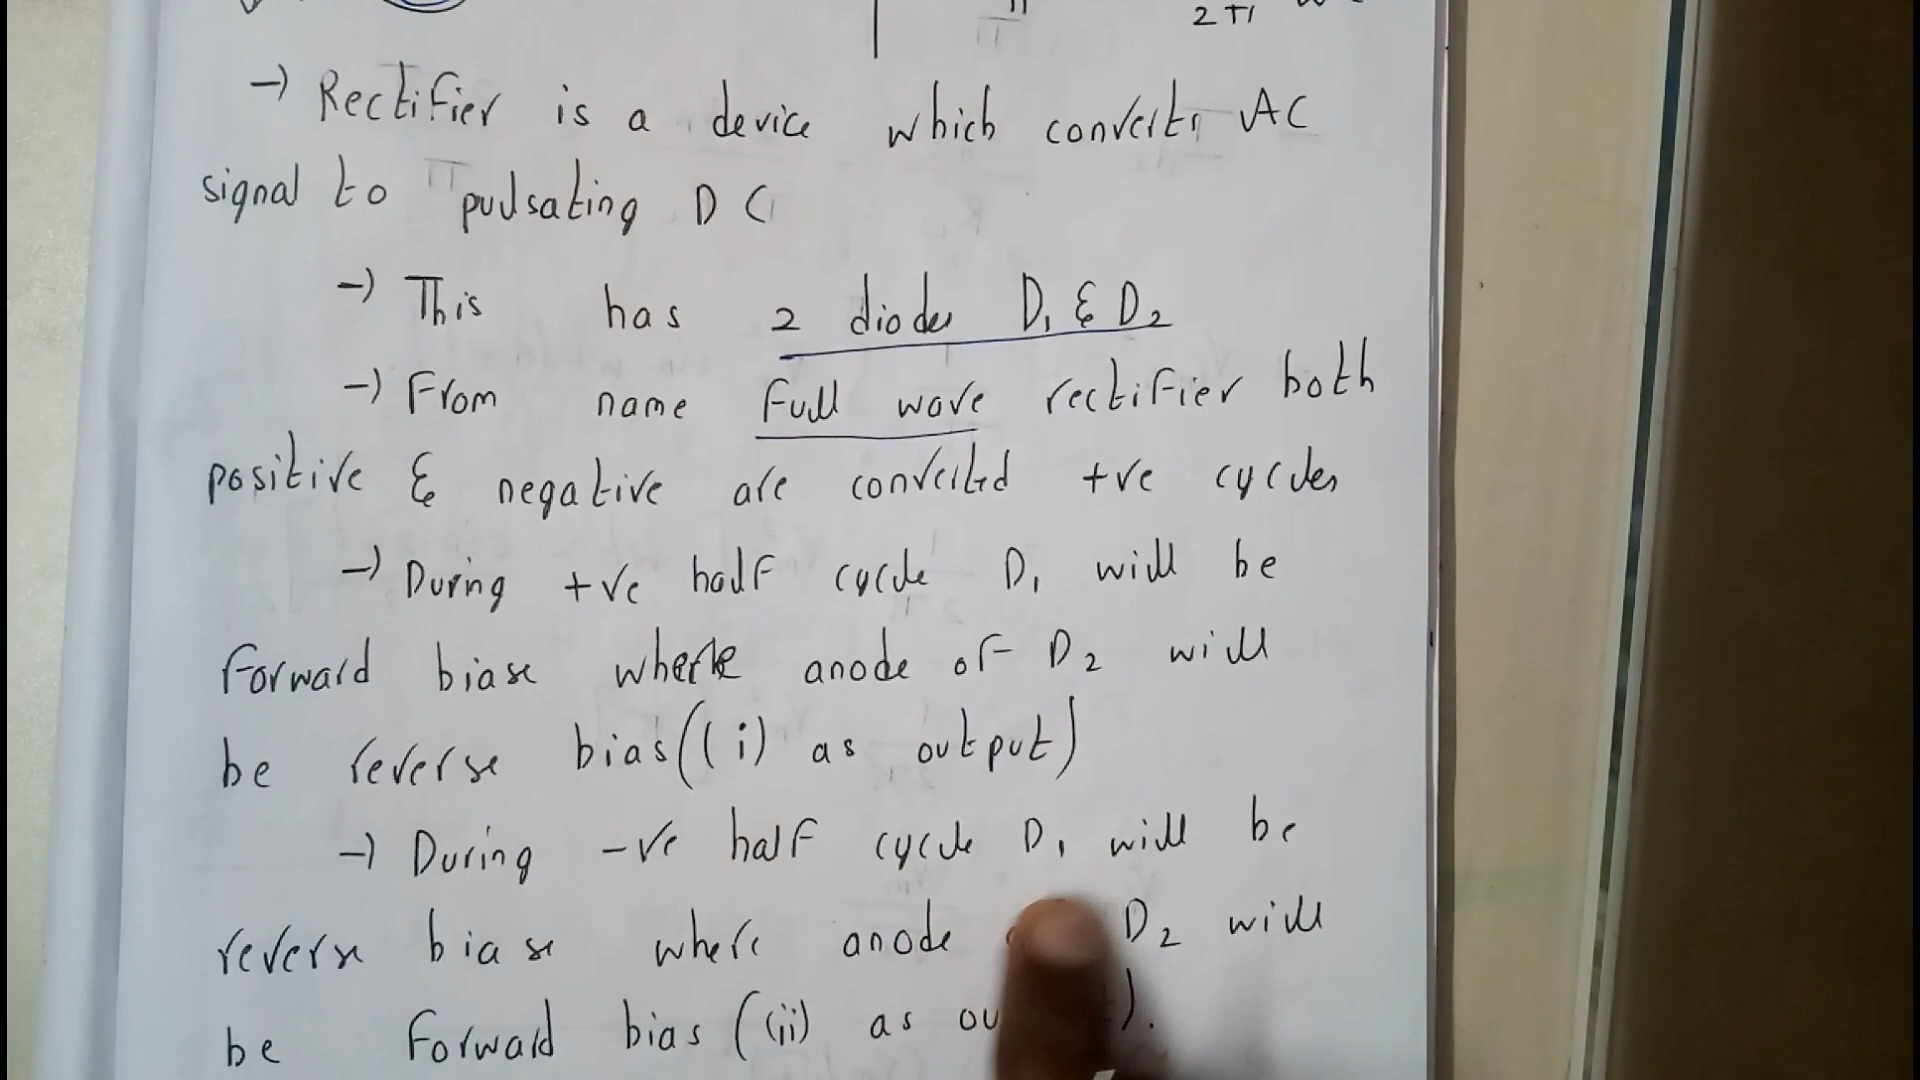 2π
→ Rectifier is a device which converts AC
signal to pulsating DC
→ This has 2 diodes D1 & D2
→ From name Full wave rectifier both
positive & negative are converted +ve cycles
→ During +ve half cycle D1 will be
Forward biase where anode of D2 will
be reverse bias((i) as output)
→ During -ve half cycle D1 will be
reverse biase where anode D2 will
be Forward bias ((ii) as ).